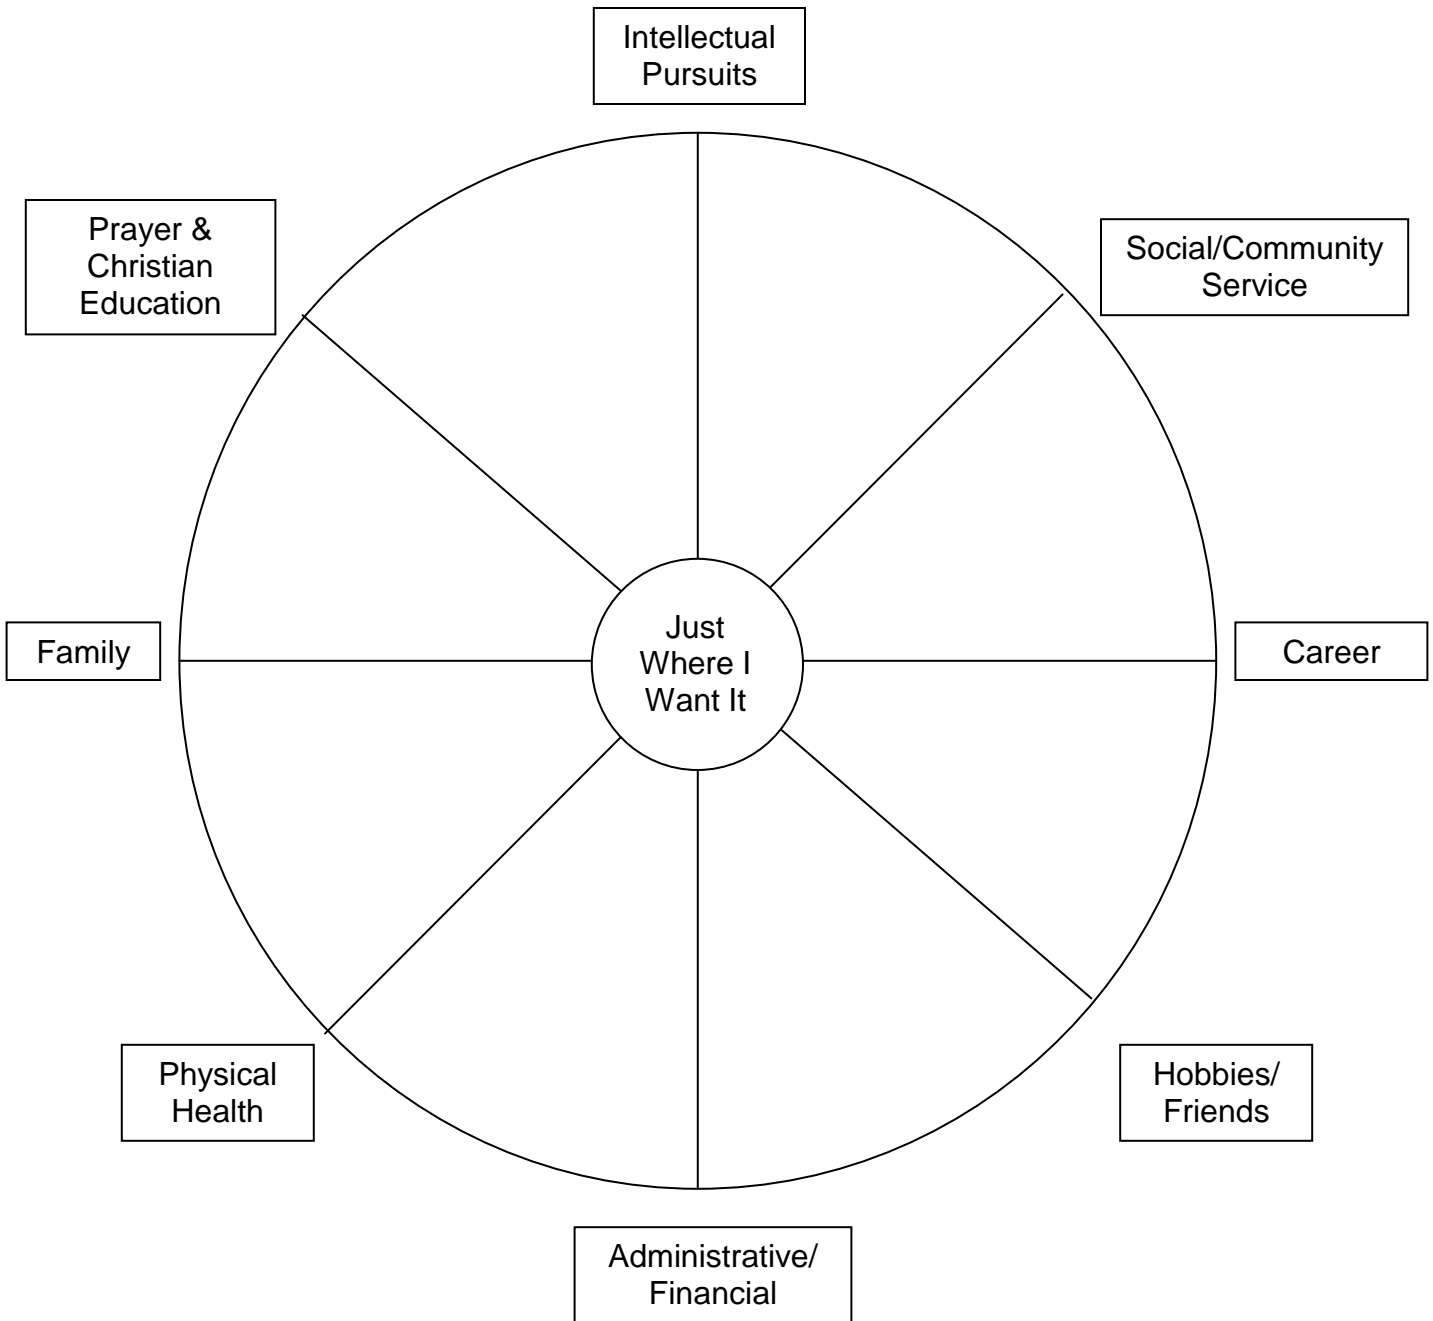 Intellectual
Pursuits
Prayer &
Christian
Education
Social/Community
Service
Family
Just
Where I
Want It
Career
Physical
Health
Hobbies/
Friends
Administrative/
Financial